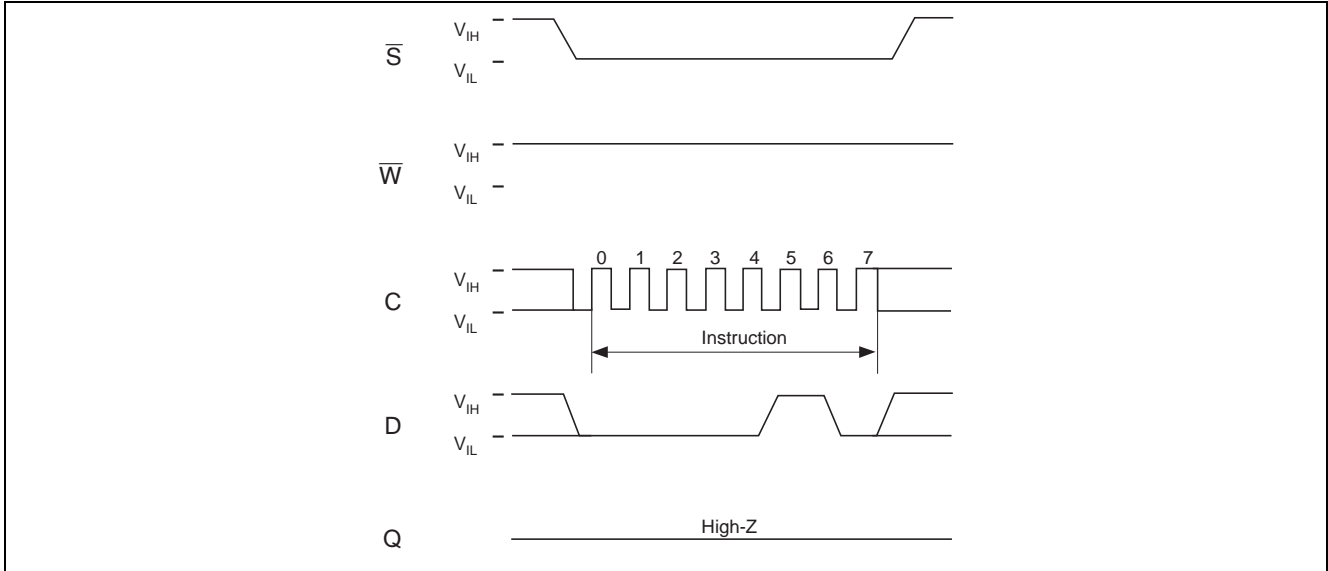 S̅
V_IH
V_IL
W̅
V_IH
V_IL
C
V_IH
V_IL
0 1 2 3 4 5 6 7
Instruction
D
V_IH
V_IL
Q
High-Z